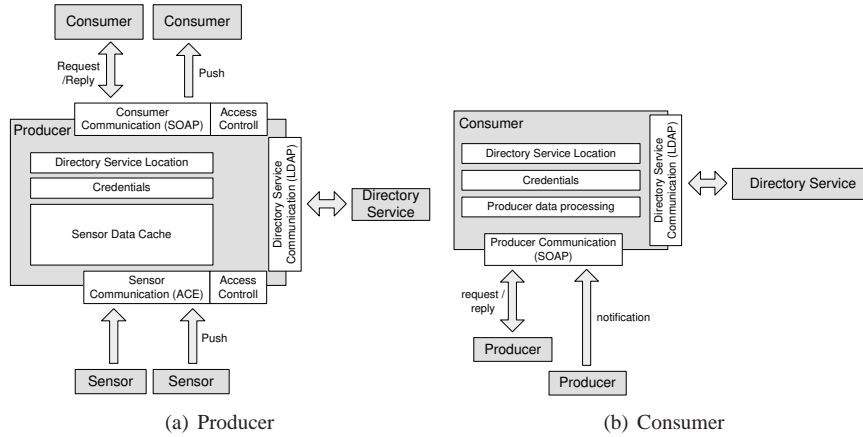 Consumer
Consumer
Request
/Reply
Push
Consumer
Communication (SOAP)
Access
Controll
Producer
Directory Service Location
Credentials
Sensor Data Cache
Directory Service
Communication (LDAP)
Directory
Service
Sensor
Communication (ACE)
Access
Controll
Push
Sensor
Sensor
(a) Producer
Consumer
Directory Service Location
Credentials
Producer data processing
Directory Service
Communication (LDAP)
Directory Service
Producer Communication
(SOAP)
request /
reply
notification
Producer
Producer
(b) Consumer